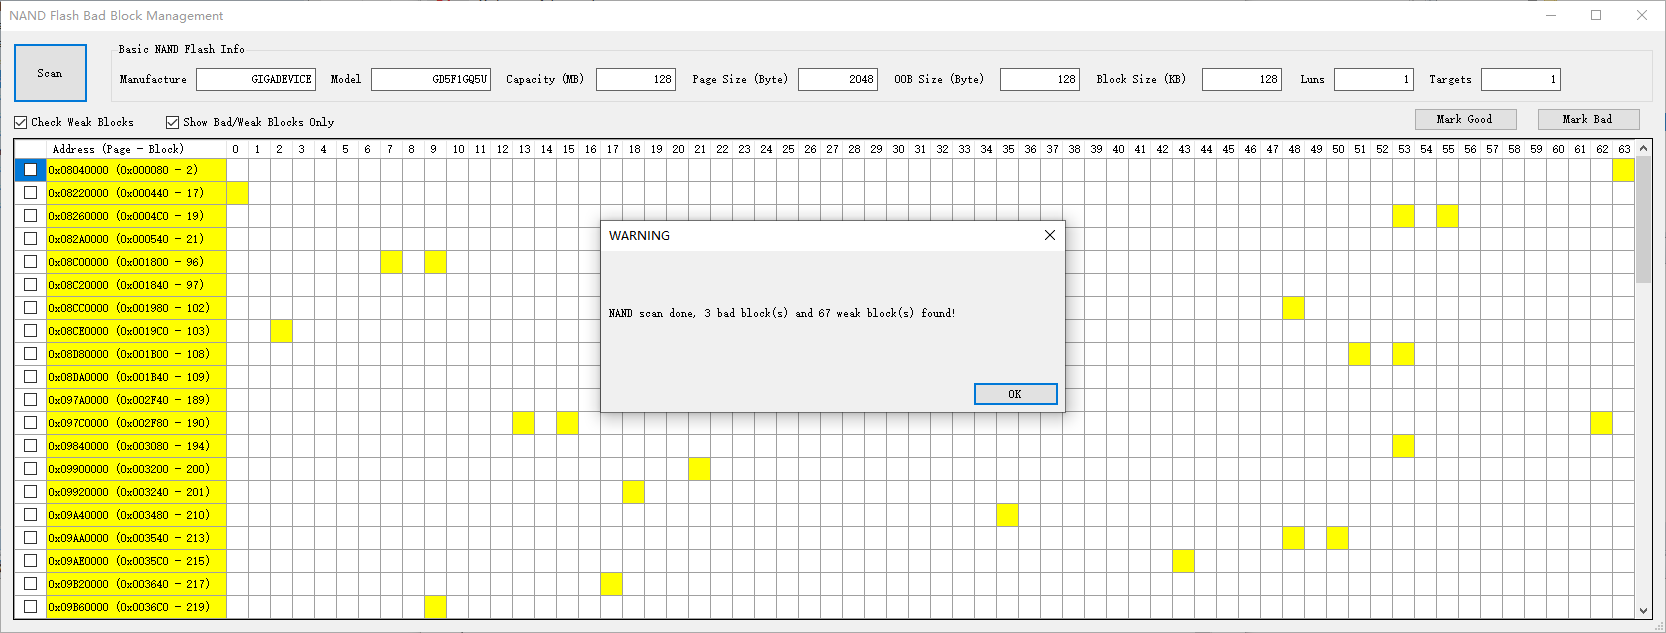 NAND Flash Bad Block Management
Scan
Basic NAND Flash Info
Manufacture GIGADEVICE Model GD5F1GQ5U Capacity (MB) 128 Page Size (Byte) 2048 OOB Size (Byte) 128 Block Size (KB) 128 Luns 1 Targets 1
Check Weak Blocks Show Bad/Weak Blocks Only Mark Good Mark Bad
Address (Page - Block) 0 1 2 3 4 5 6 7 8 9 10 11 12 13 14 15 16 17 18 19 20 21 22 23 24 25 26 27 28 29 30 31 32 33 34 35 36 37 38 39 40 41 42 43 44 45 46 47 48 49 50 51 52 53 54 55 56 57 58 59 60 61 62 63
0x08040000 (0x000080 - 2)
0x08220000 (0x000440 - 17)
0x08260000 (0x0004C0 - 19)
0x082A0000 (0x000540 - 21)
0x08C00000 (0x001800 - 96)
0x08C20000 (0x001840 - 97)
0x08CC0000 (0x001980 - 102)
0x08CE0000 (0x0019C0 - 103)
0x08D80000 (0x001B00 - 108)
0x08DA0000 (0x001B40 - 109)
0x097A0000 (0x002F40 - 189)
0x097C0000 (0x002F80 - 190)
0x09840000 (0x003080 - 194)
0x09900000 (0x003200 - 200)
0x09920000 (0x003240 - 201)
0x09A40000 (0x003480 - 210)
0x09AA0000 (0x003540 - 213)
0x09AE0000 (0x0035C0 - 215)
0x09B20000 (0x003640 - 217)
0x09B60000 (0x0036C0 - 219)
WARNING
NAND scan done, 3 bad block(s) and 67 weak block(s) found!
OK